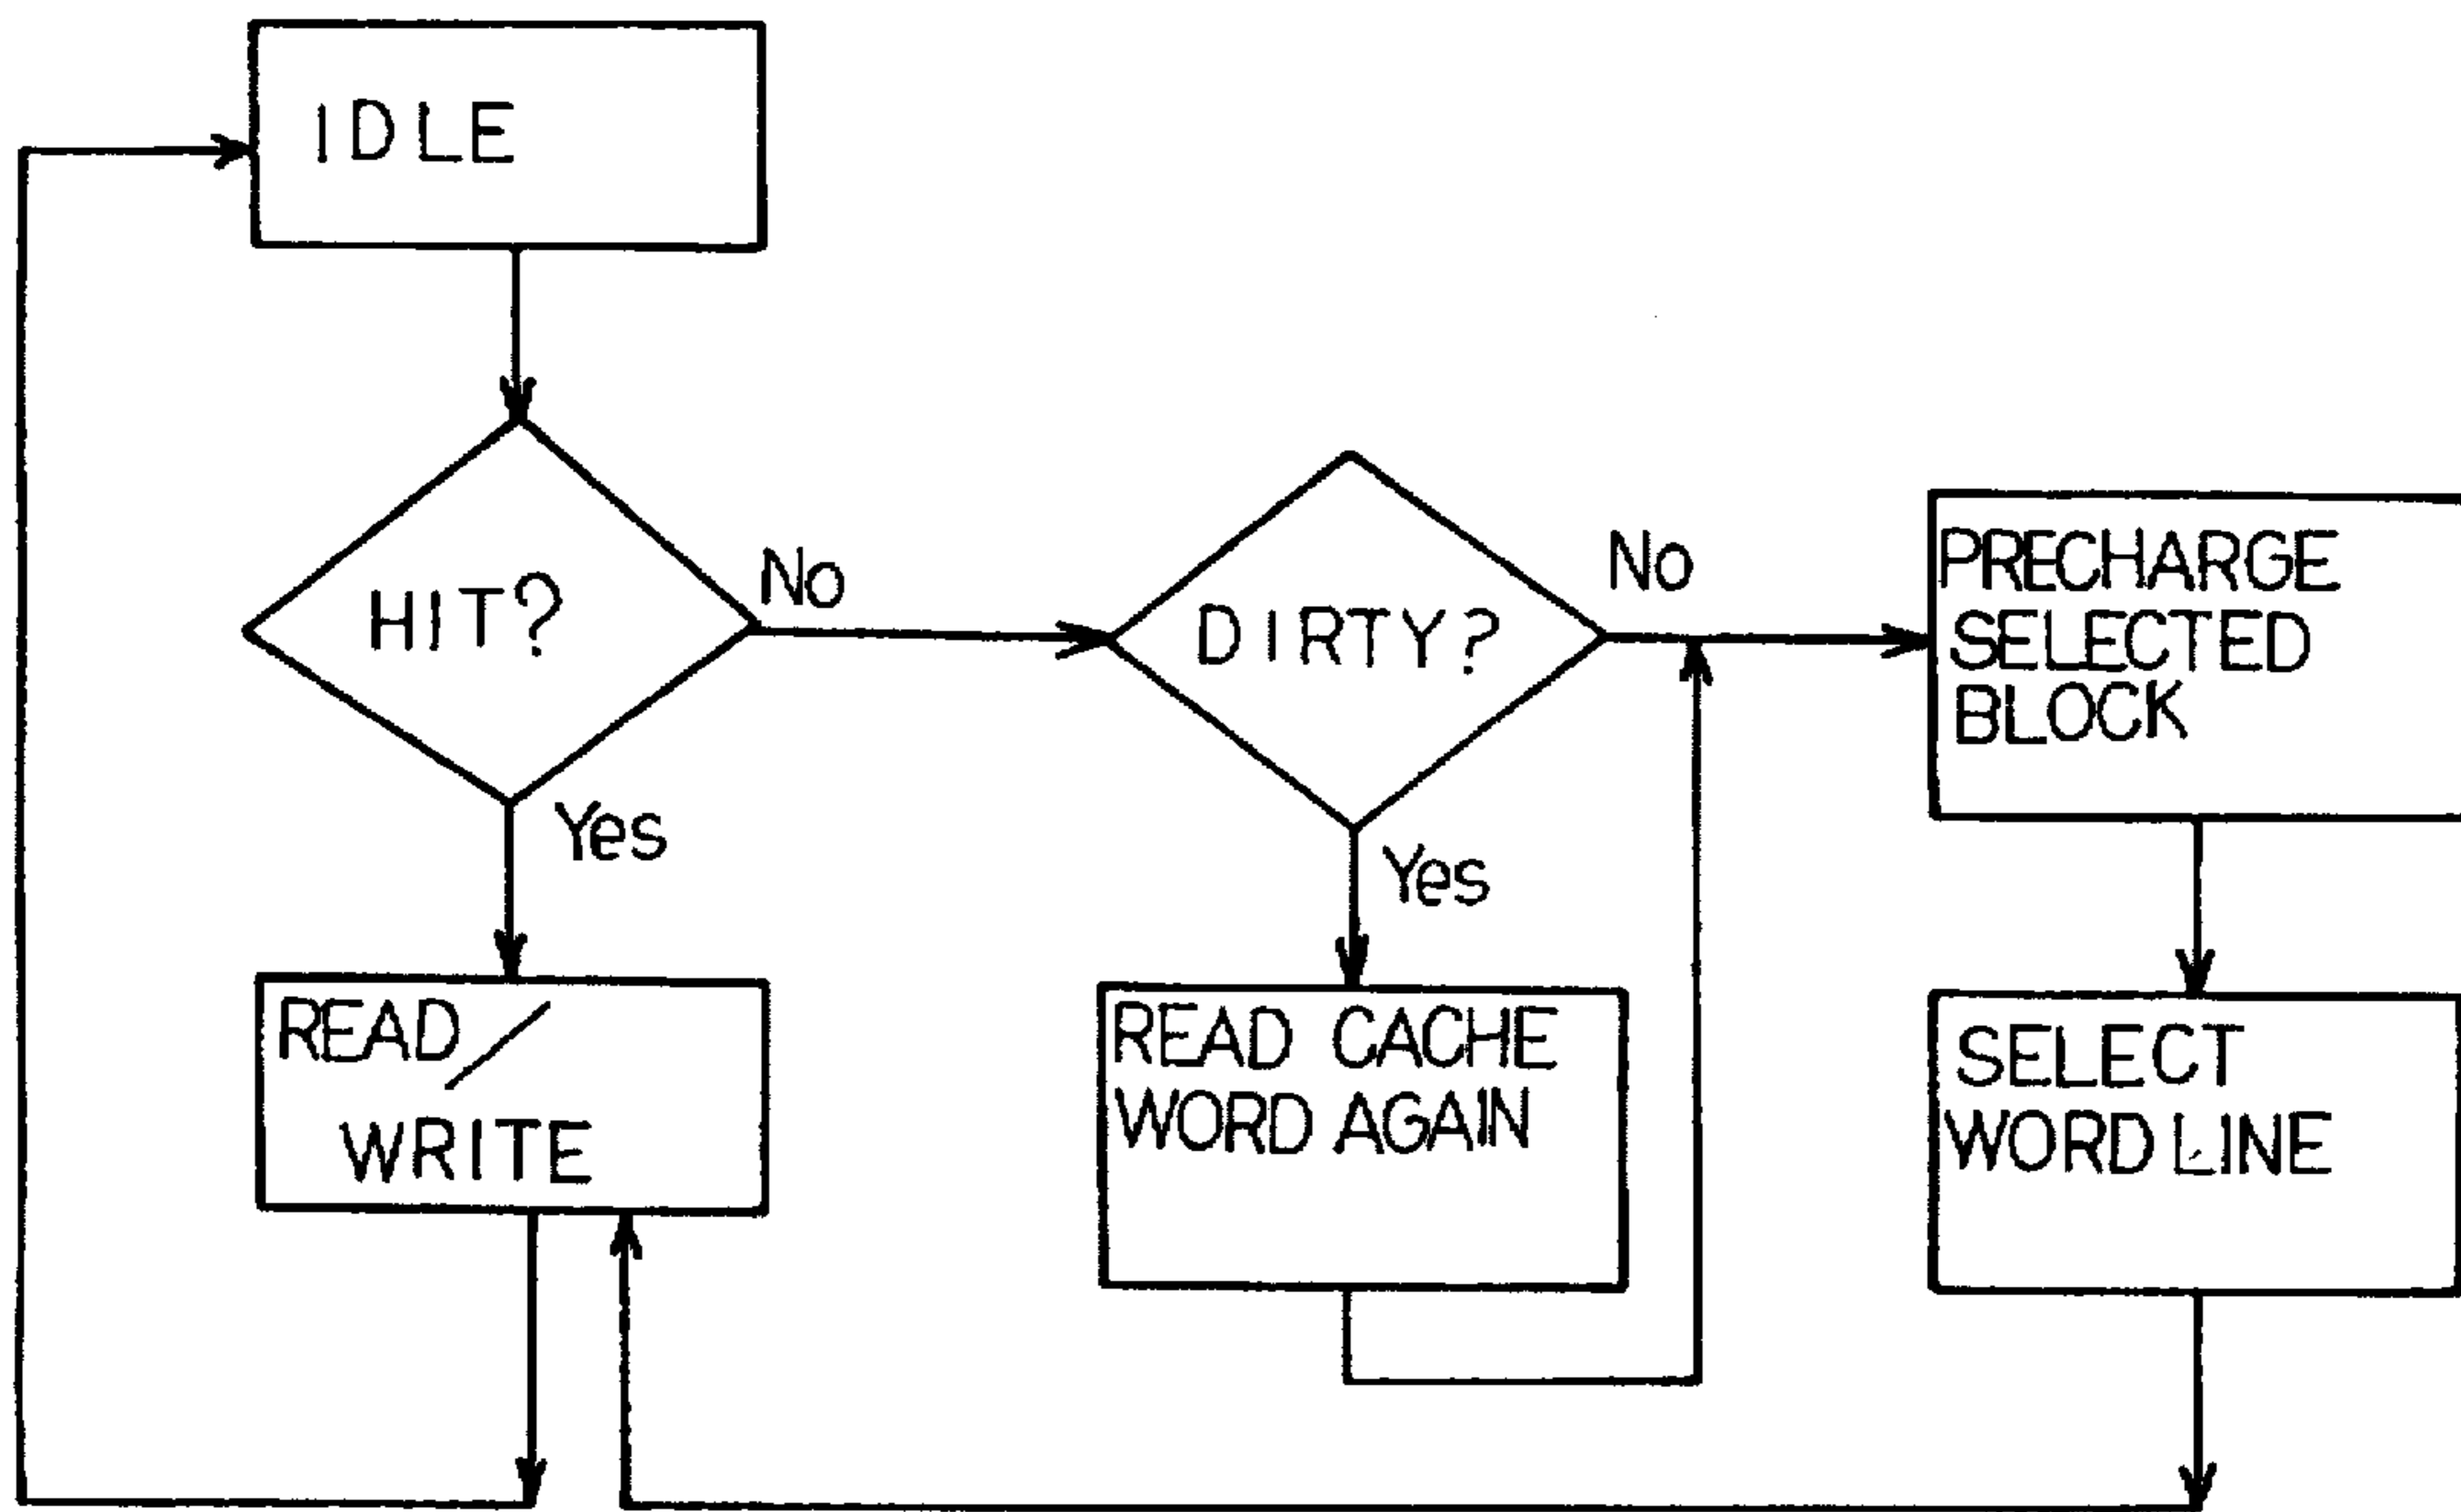 IDLE
HIT?
No
Yes
READ/
WRITE
DIRTY?
No
Yes
READ CACHE
WORD AGAIN
PRECHARGE
SELECTED
BLOCK
SELECT
WORD LINE